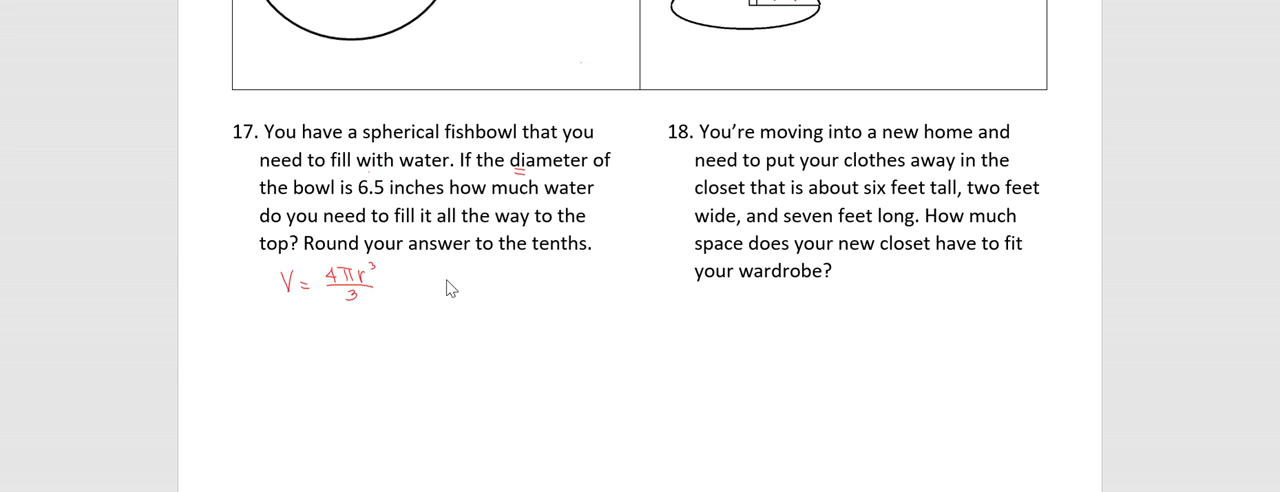 17. You have a spherical fishbowl that you
need to fill with water. If the diameter of
the bowl is 6.5 inches how much water
do you need to fill it all the way to the
top? Round your answer to the tenths.
V = 4πr³/3
18. You're moving into a new home and
need to put your clothes away in the
closet that is about six feet tall, two feet
wide, and seven feet long. How much
space does your new closet have to fit
your wardrobe?